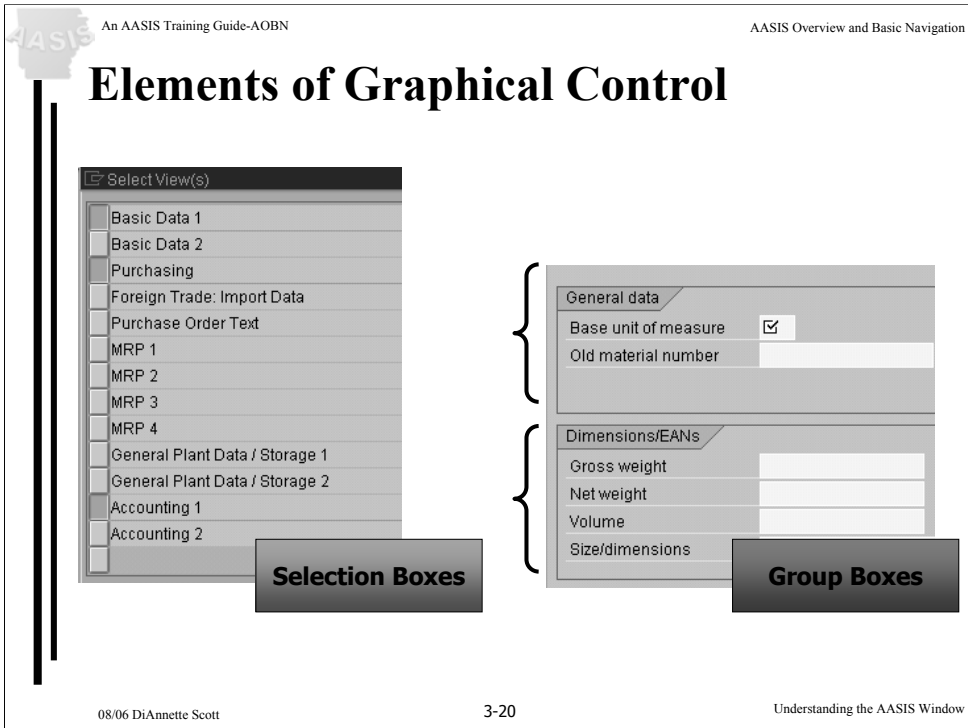 An AASIS Training Guide-AOBN
AASIS Overview and Basic Navigation
AASIS
Elements of Graphical Control
Select View(s)
Basic Data 1
Basic Data 2
Purchasing
Foreign Trade: Import Data
Purchase Order Text
MRP 1
MRP 2
MRP 3
MRP 4
General Plant Data / Storage 1
General Plant Data / Storage 2
Accounting 1
Accounting 2
Selection Boxes
General data
Base unit of measure
Old material number
Dimensions/EANs
Gross weight
Net weight
Volume
Size/dimensions
Group Boxes
08/06 DiAnnette Scott
3-20
Understanding the AASIS Window